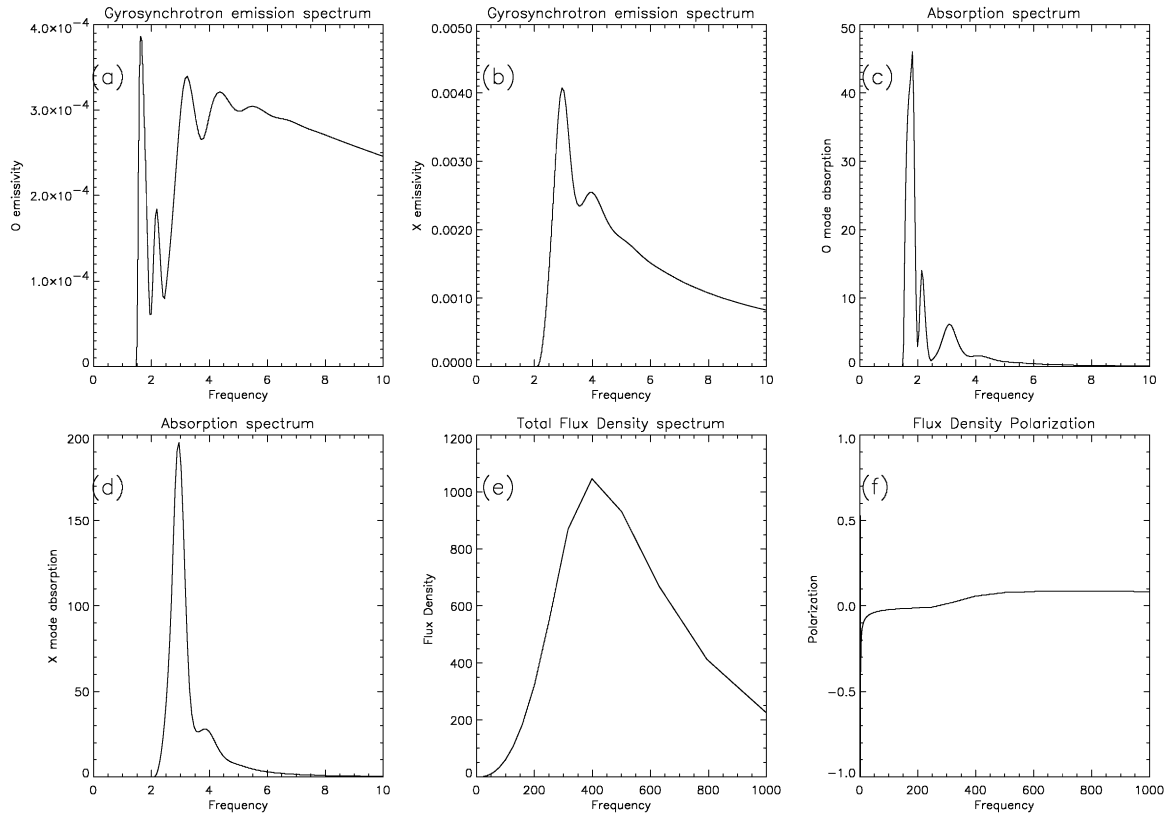 Gyrosynchrotron emission spectrum
(a)
O emissivity
4.0×10⁻⁴
3.0×10⁻⁴
2.0×10⁻⁴
1.0×10⁻⁴
0
0 2 4 6 8 10
Frequency
Gyrosynchrotron emission spectrum
(b)
X emissivity
0.0050
0.0040
0.0030
0.0020
0.0010
0.0000
0 2 4 6 8 10
Frequency
Absorption spectrum
(c)
O mode absorption
50
40
30
20
10
0
0 2 4 6 8 10
Frequency
Absorption spectrum
(d)
X mode absorption
200
150
100
50
0
0 2 4 6 8 10
Frequency
Total Flux Density spectrum
(e)
Flux Density
1200
1000
800
600
400
200
0
0 200 400 600 800 1000
Frequency
Flux Density Polarization
(f)
Polarization
1.0
0.5
0.0
−0.5
−1.0
0 200 400 600 800 1000
Frequency